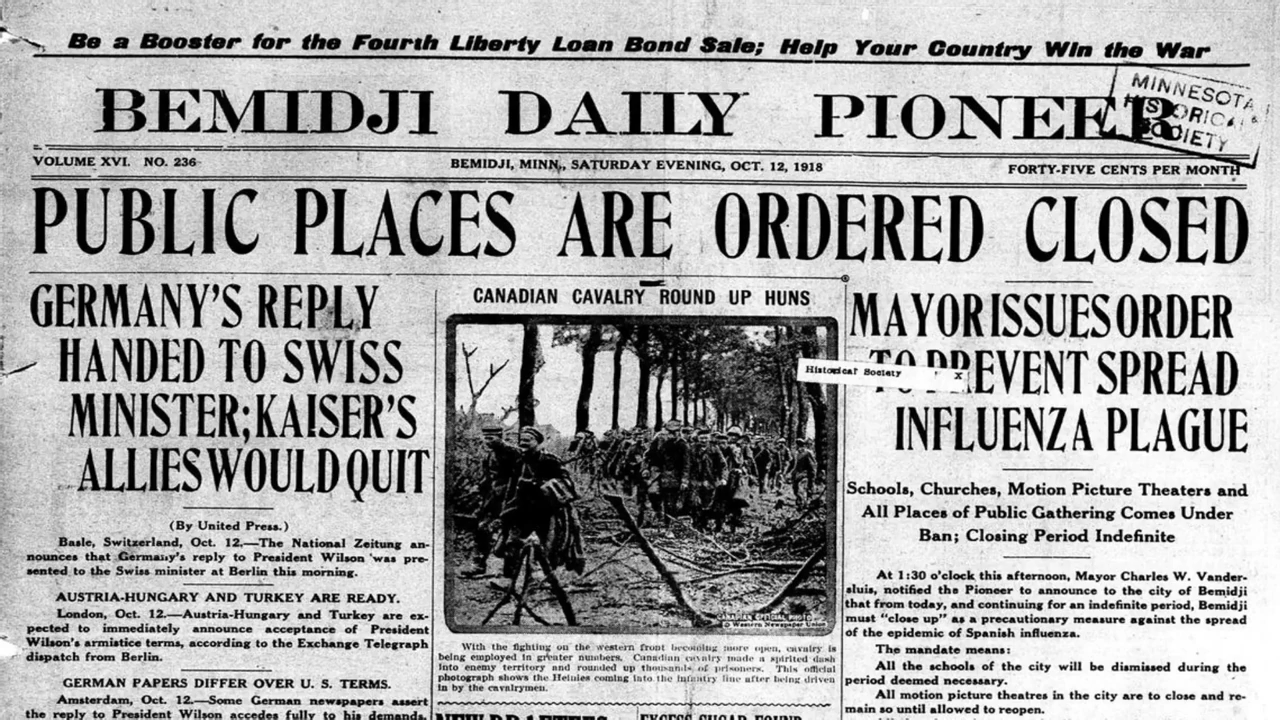 Be a Booster for the Fourth Liberty Loan Bond Sale; Help Your Country Win the War
BEMIDJI DAILY PIONEER
MINNESOTA
HISTORICAL
SOCIETY
VOLUME XVI. NO. 236
BEMIDJI, MINN., SATURDAY EVENING, OCT. 12, 1918
FORTY-FIVE CENTS PER MONTH
PUBLIC PLACES ARE ORDERED CLOSED
GERMANY'S REPLY
HANDED TO SWISS
MINISTER; KAISER'S
ALLIES WOULD QUIT
(By United Press.)
Basle, Switzerland, Oct. 12.—The National Zeitung an-
nounces that Germany's reply to President Wilson was pre-
sented to the Swiss minister at Berlin this morning.
AUSTRIA-HUNGARY AND TURKEY ARE READY.
London, Oct. 12.—Austria-Hungary and Turkey are ex-
pected to immediately announce acceptance of President
Wilson's armistice terms, according to the Exchange Telegraph
dispatch from Berlin.
GERMAN PAPERS DIFFER OVER U. S. TERMS.
Amsterdam, Oct. 12.—Some German newspapers assert
the reply to President Wilson accedes fully to his demands,
CANADIAN CAVALRY ROUND UP HUNS
CANADIAN OFFICIAL PHOTO
© Western Newspaper Union
With the fighting on the western front becoming more open, cavalry is
being employed in greater numbers. Canadian cavalry made a spirited dash
into enemy territory and rounded up thousands of prisoners. This official
photograph shows the Heinies coming into the infantry line after being driven
in by the cavalrymen.
EXCESS SUGAR FOUND
MAYOR ISSUES ORDER
TO PREVENT SPREAD
Historical Society x
INFLUENZA PLAGUE
Schools, Churches, Motion Picture Theaters and
All Places of Public Gathering Comes Under
Ban; Closing Period Indefinite
At 1:30 o'clock this afternoon, Mayor Charles W. Vander-
sluis, notified the Pioneer to announce to the city of Bemidji
that from today, and continuing for an indefinite period, Bemidji
must "close up" as a precautionary measure against the spread
of the epidemic of Spanish influenza.
The mandate means:
All the schools of the city will be dismissed during the
period deemed necessary.
All motion picture theatres in the city are to close and re-
main so until allowed to reopen.